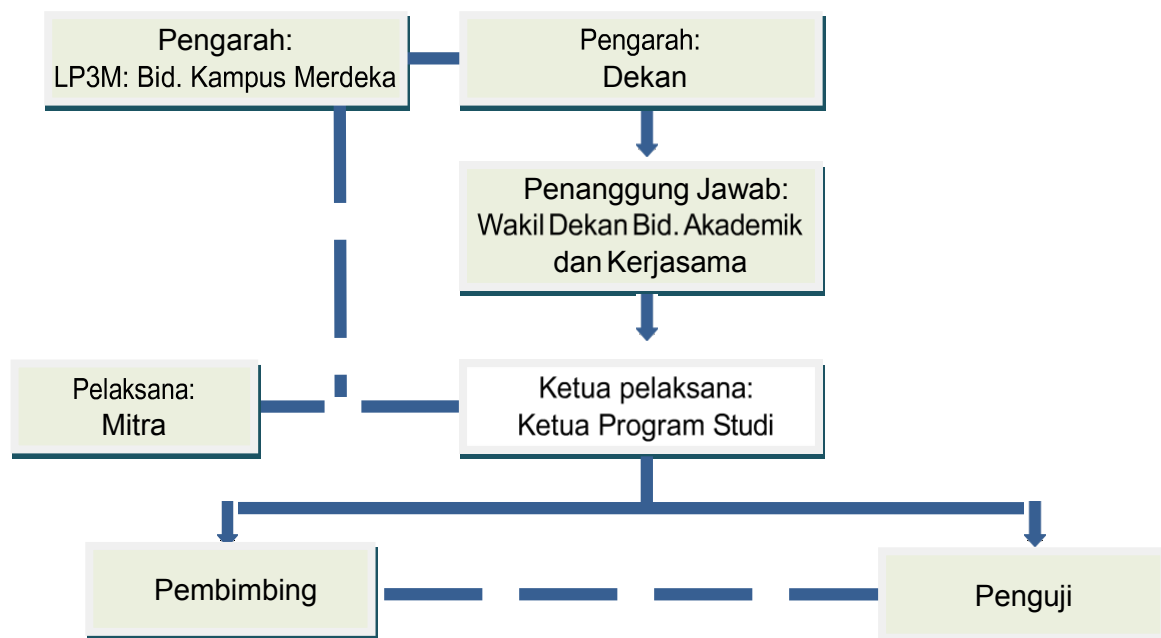 Pengarah:
LP3M: Bid. Kampus Merdeka
Pengarah:
Dekan
Penanggung Jawab:
Wakil Dekan Bid. Akademik
dan Kerjasama
Pelaksana:
Mitra
Ketua pelaksana:
Ketua Program Studi
Pembimbing
Penguji